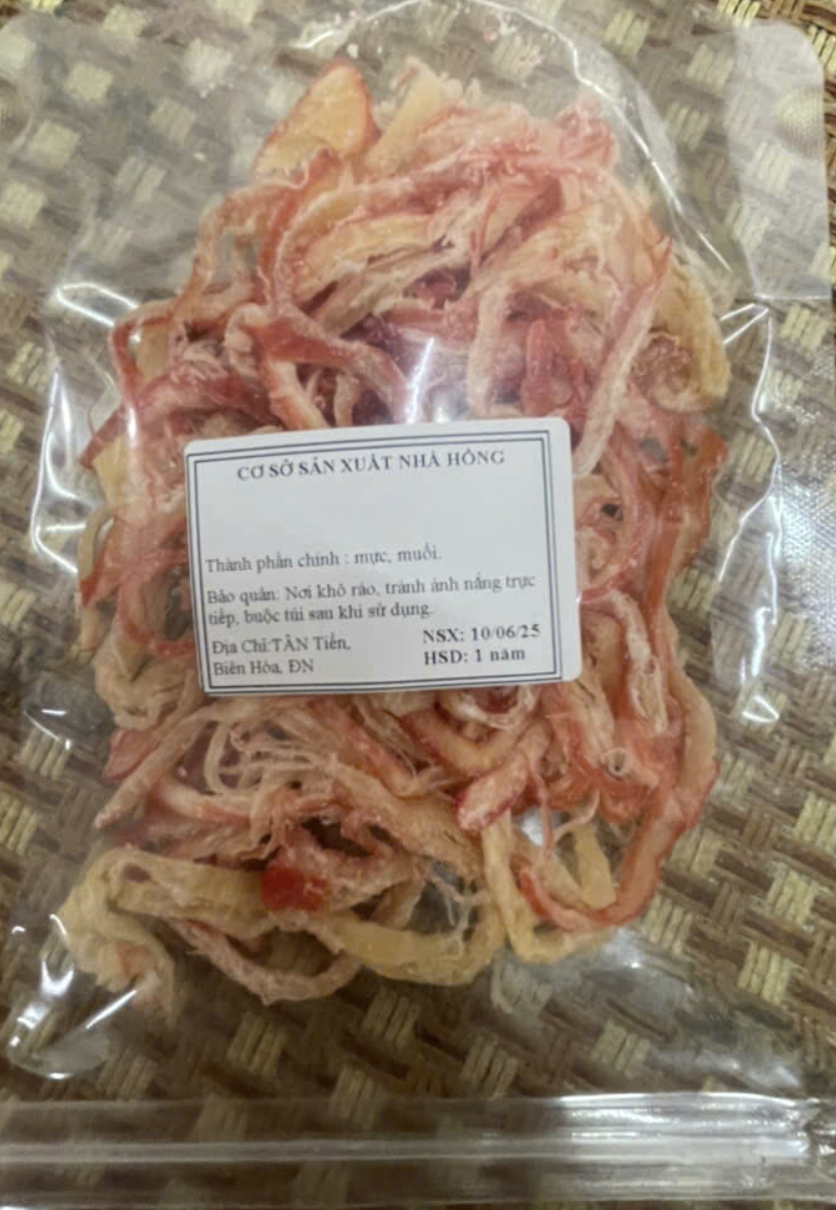 CƠ SỞ SẢN XUẤT NHÀ HỒNG
Thành phần chính : mực, muối.
Bảo quản: Nơi khô ráo, tránh ánh nắng trực
tiếp, buộc túi sau khi sử dụng.
Địa Chỉ:TÂN Tiến,
Biên Hòa, ĐN
NSX: 10/06/25
HSD: 1 năm